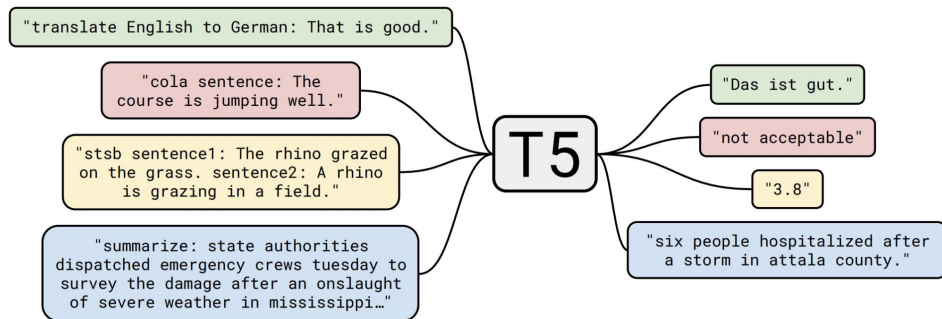 "translate English to German: That is good."
"cola sentence: The
course is jumping well."
"stsb sentence1: The rhino grazed
on the grass. sentence2: A rhino
is grazing in a field."
"summarize: state authorities
dispatched emergency crews tuesday to
survey the damage after an onslaught
of severe weather in mississippi…"
T5
"Das ist gut."
"not acceptable"
"3.8"
"six people hospitalized after
a storm in attala county."